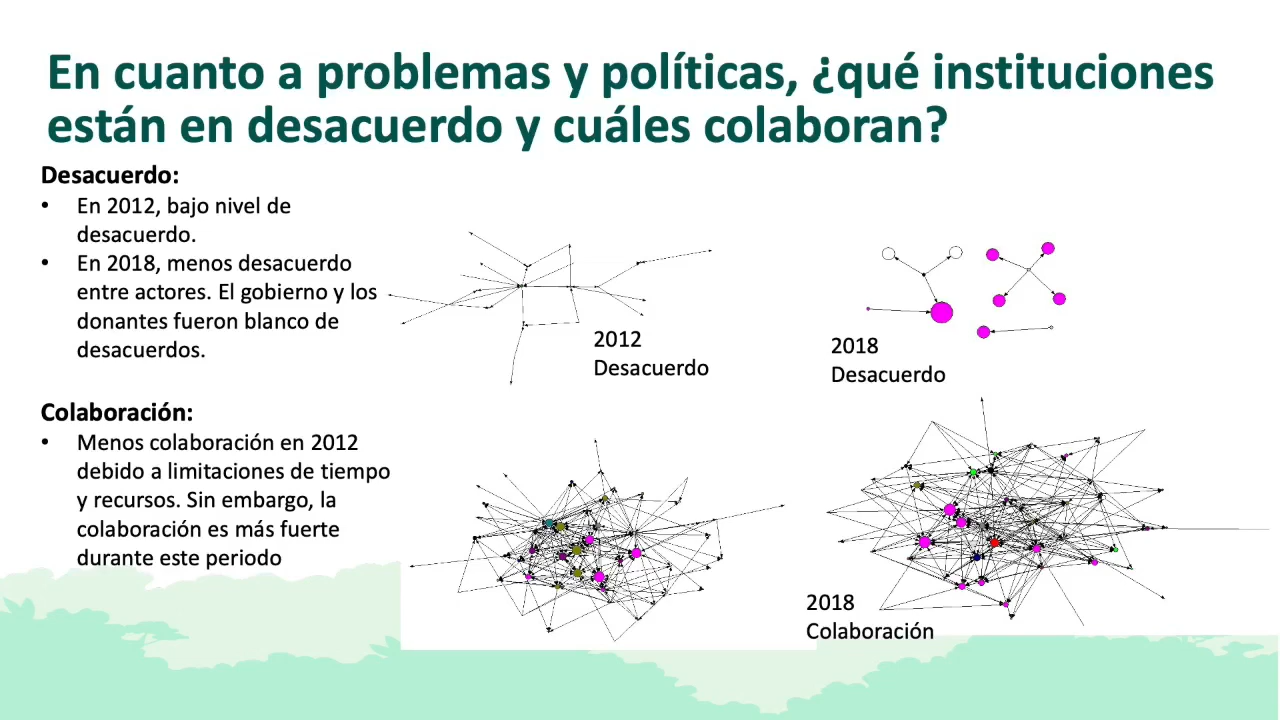 En cuanto a problemas y políticas, ¿qué instituciones
están en desacuerdo y cuáles colaboran?
Desacuerdo:
• En 2012, bajo nivel de
desacuerdo.
• En 2018, menos desacuerdo
entre actores. El gobierno y los
donantes fueron blanco de
desacuerdos.
2012
Desacuerdo
2018
Desacuerdo
Colaboración:
• Menos colaboración en 2012
debido a limitaciones de tiempo
y recursos. Sin embargo, la
colaboración es más fuerte
durante este periodo
2018
Colaboración